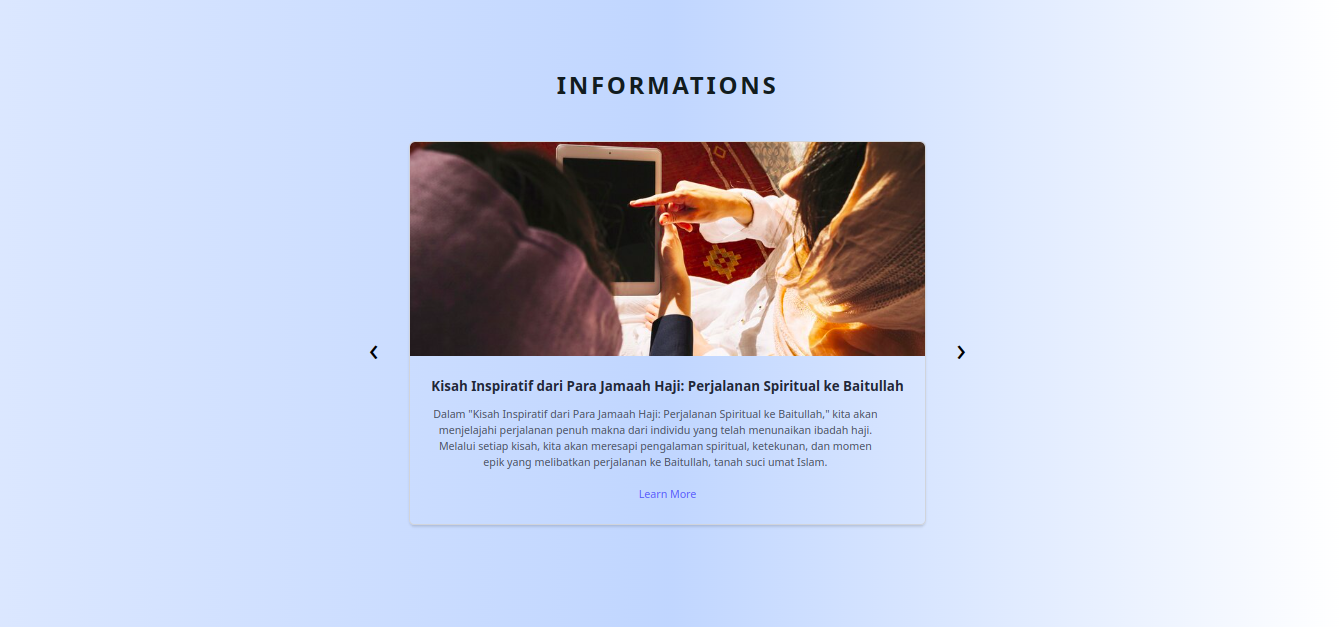 INFORMATIONS
‹
›
Kisah Inspiratif dari Para Jamaah Haji: Perjalanan Spiritual ke Baitullah
Dalam "Kisah Inspiratif dari Para Jamaah Haji: Perjalanan Spiritual ke Baitullah," kita akan
menjelajahi perjalanan penuh makna dari individu yang telah menunaikan ibadah haji.
Melalui setiap kisah, kita akan meresapi pengalaman spiritual, ketekunan, dan momen
epik yang melibatkan perjalanan ke Baitullah, tanah suci umat Islam.
Learn More